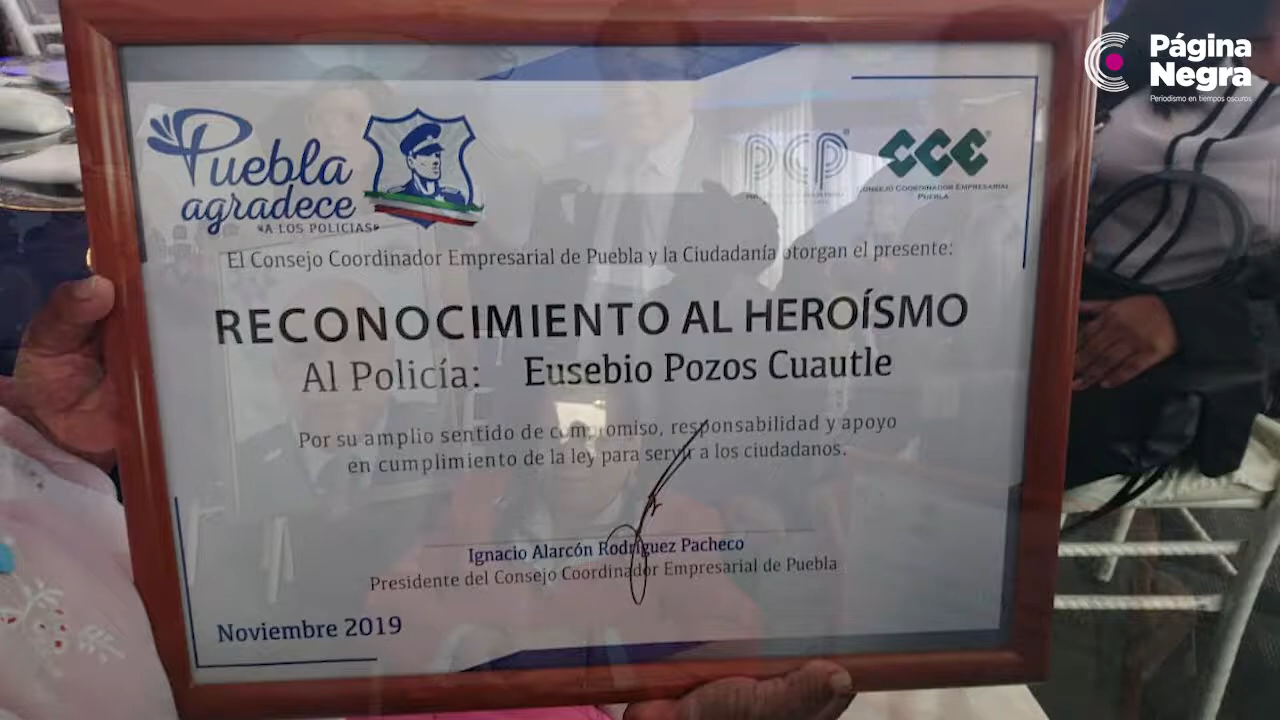 Página
Negra
Periodismo en tiempos oscuros
Puebla
agradece
"A LOS POLICIAS"
PCP
CCE
CONSEJO COORDINADOR EMPRESARIAL
PUEBLA
El Consejo Coordinador Empresarial de Puebla y la Ciudadanía otorgan el presente:
RECONOCIMIENTO AL HEROÍSMO
Al Policía: Eusebio Pozos Cuautle
Por su amplio sentido de compromiso, responsabilidad y apoyo
en cumplimiento de la ley para servir a los ciudadanos.
Ignacio Alarcón Rodríguez Pacheco
Presidente del Consejo Coordinador Empresarial de Puebla
Noviembre 2019